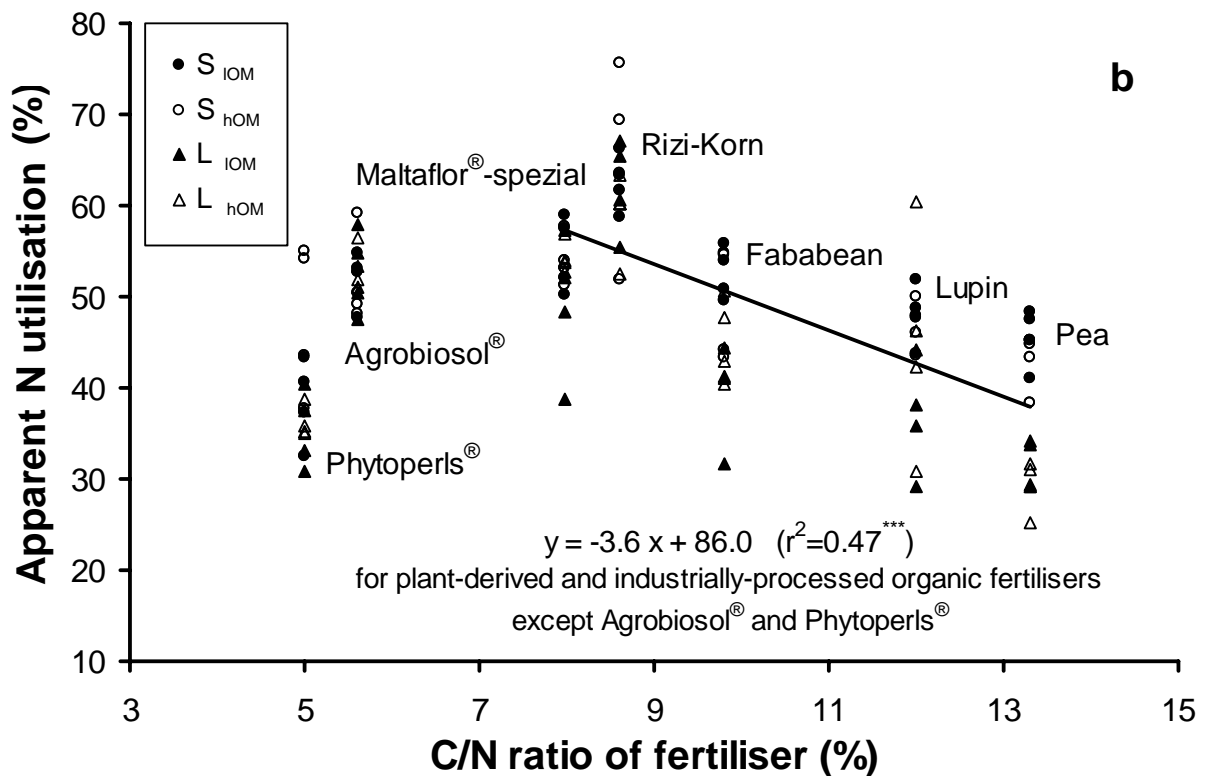 80
70
60
50
40
30
20
10
Apparent N utilisation (%)
S lOM
S hOM
L lOM
L hOM
b
Rizi-Korn
Maltaflor®-spezial
Fababean
Lupin
Pea
Agrobiosol®
Phytoperls®
y = -3.6 x + 86.0 (r²=0.47***)
for plant-derived and industrially-processed organic fertilisers
except Agrobiosol® and Phytoperls®
3 5 7 9 11 13 15
C/N ratio of fertiliser (%)